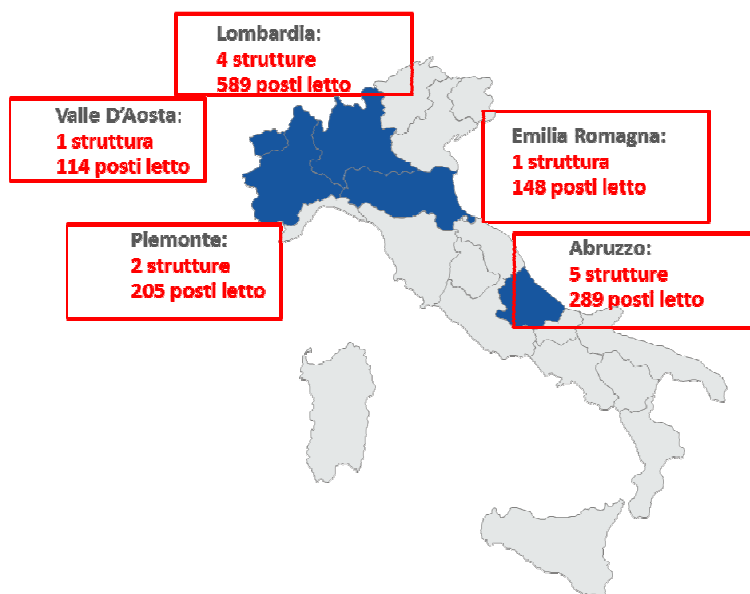 Lombardia:
4 strutture
589 posti letto
Valle D'Aosta:
1 struttura
114 posti letto
Emilia Romagna:
1 struttura
148 posti letto
Piemonte:
2 strutture
205 posti letto
Abruzzo:
5 strutture
289 posti letto